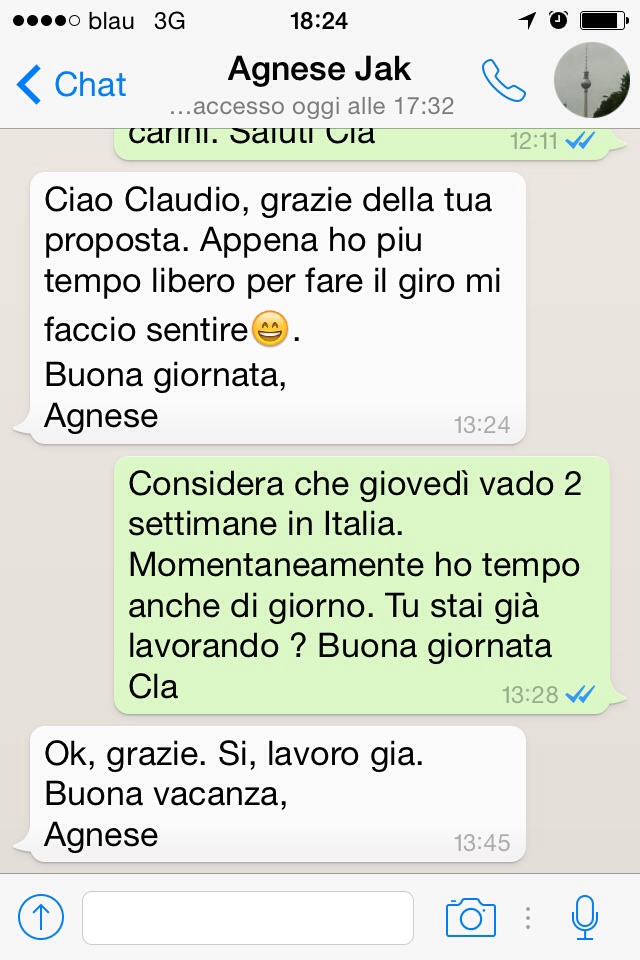 blau 3G 18:24
Chat
Agnese Jak
...accesso oggi alle 17:32
carini. Saluti Cla
12:11
Ciao Claudio, grazie della tua
proposta. Appena ho piu
tempo libero per fare il giro mi
faccio sentire😄.
Buona giornata,
Agnese
13:24
Considera che giovedì vado 2
settimane in Italia.
Momentaneamente ho tempo
anche di giorno. Tu stai già
lavorando ? Buona giornata
Cla
13:28
Ok, grazie. Si, lavoro gia.
Buona vacanza,
Agnese
13:45